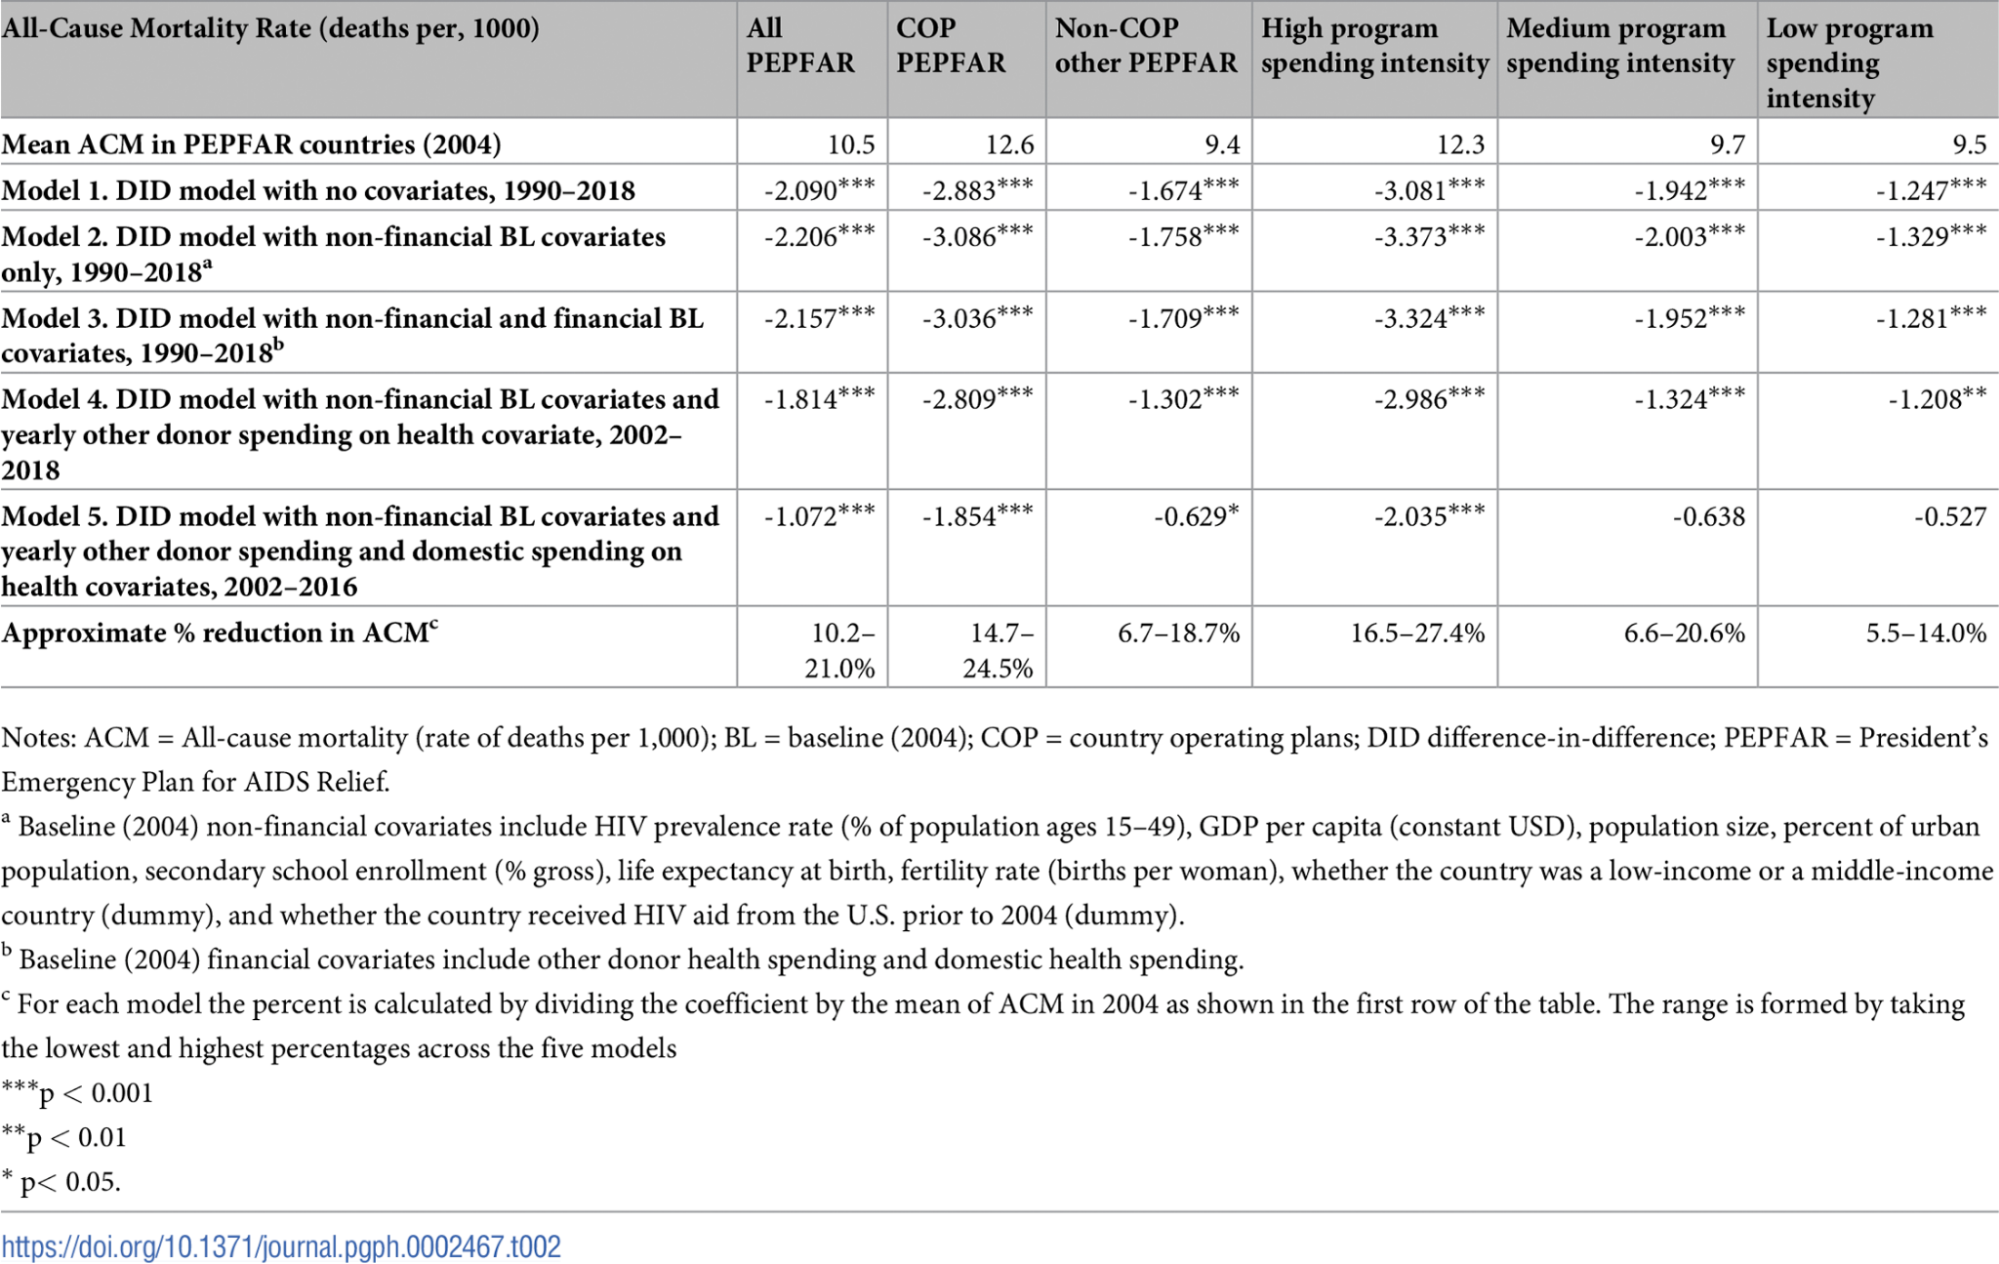 All-Cause Mortality Rate (deaths per, 1000) All PEPFAR COP PEPFAR Non-COP other PEPFAR High program spending intensity Medium program spending intensity Low program spending intensity
Mean ACM in PEPFAR countries (2004) 10.5 12.6 9.4 12.3 9.7 9.5
Model 1. DID model with no covariates, 1990–2018 -2.090*** -2.883*** -1.674*** -3.081*** -1.942*** -1.247***
Model 2. DID model with non-financial BL covariates only, 1990–2018a -2.206*** -3.086*** -1.758*** -3.373*** -2.003*** -1.329***
Model 3. DID model with non-financial and financial BL covariates, 1990–2018b -2.157*** -3.036*** -1.709*** -3.324*** -1.952*** -1.281***
Model 4. DID model with non-financial BL covariates and yearly other donor spending on health covariate, 2002–2018 -1.814*** -2.809*** -1.302*** -2.986*** -1.324*** -1.208**
Model 5. DID model with non-financial BL covariates and yearly other donor spending and domestic spending on health covariates, 2002–2016 -1.072*** -1.854*** -0.629* -2.035*** -0.638 -0.527
Approximate % reduction in ACMc 10.2–21.0% 14.7–24.5% 6.7–18.7% 16.5–27.4% 6.6–20.6% 5.5–14.0%
Notes: ACM = All-cause mortality (rate of deaths per 1,000); BL = baseline (2004); COP = country operating plans; DID difference-in-difference; PEPFAR = President’s
Emergency Plan for AIDS Relief.
a Baseline (2004) non-financial covariates include HIV prevalence rate (% of population ages 15–49), GDP per capita (constant USD), population size, percent of urban
population, secondary school enrollment (% gross), life expectancy at birth, fertility rate (births per woman), whether the country was a low-income or a middle-income
country (dummy), and whether the country received HIV aid from the U.S. prior to 2004 (dummy).
b Baseline (2004) financial covariates include other donor health spending and domestic health spending.
c For each model the percent is calculated by dividing the coefficient by the mean of ACM in 2004 as shown in the first row of the table. The range is formed by taking
the lowest and highest percentages across the five models
***p < 0.001
**p < 0.01
* p< 0.05.
https://doi.org/10.1371/journal.pgph.0002467.t002